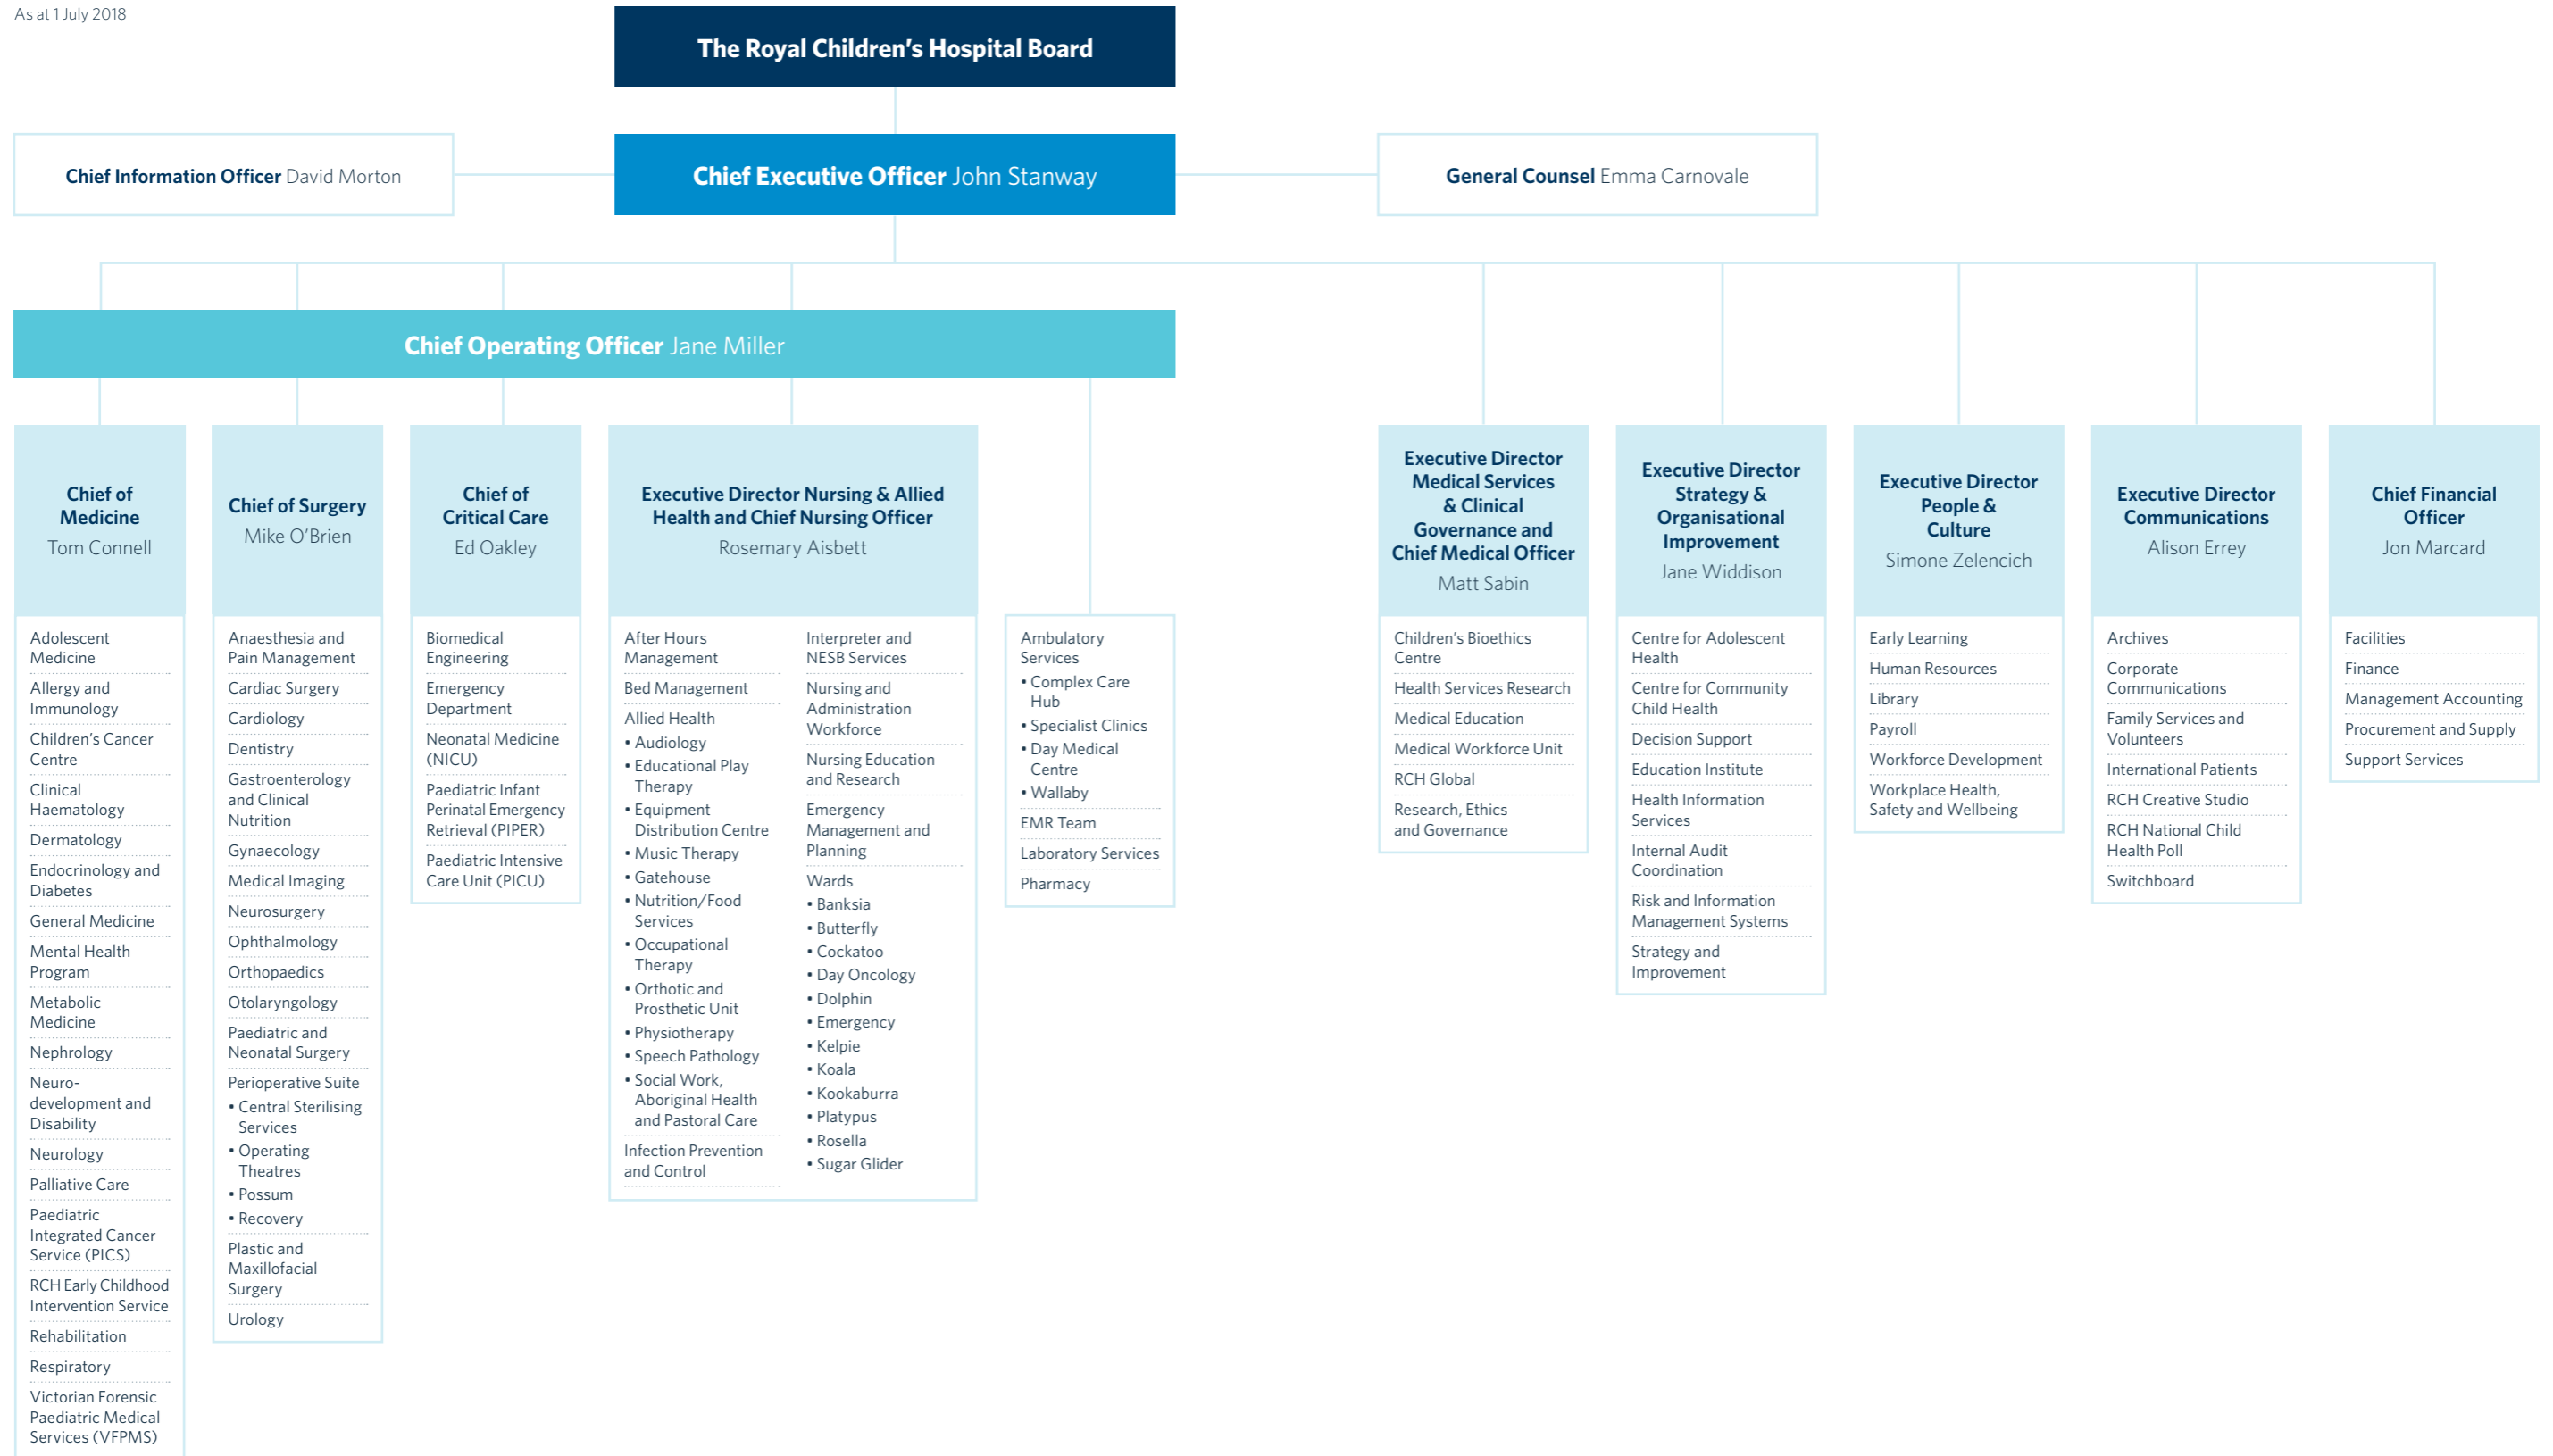 As at 1 July 2018
The Royal Children's Hospital Board
Chief Information Officer David Morton
Chief Executive Officer John Stanway
General Counsel Emma Carnovale
Chief Operating Officer Jane Miller
Chief of
Medicine
Tom Connell
Adolescent
Medicine
Allergy and
Immunology
Children's Cancer
Centre
Clinical
Haematology
Dermatology
Endocrinology and
Diabetes
General Medicine
Mental Health
Program
Metabolic
Medicine
Nephrology
Neuro-
development and
Disability
Neurology
Palliative Care
Paediatric
Integrated Cancer
Service (PICS)
RCH Early Childhood
Intervention Service
Rehabilitation
Respiratory
Victorian Forensic
Paediatric Medical
Services (VFPMS)
Chief of Surgery
Mike O'Brien
Anaesthesia and
Pain Management
Cardiac Surgery
Cardiology
Dentistry
Gastroenterology
and Clinical
Nutrition
Gynaecology
Medical Imaging
Neurosurgery
Ophthalmology
Orthopaedics
Otolaryngology
Paediatric and
Neonatal Surgery
Perioperative Suite
• Central Sterilising
Services
• Operating
Theatres
• Possum
• Recovery
Plastic and
Maxillofacial
Surgery
Urology
Chief of
Critical Care
Ed Oakley
Biomedical
Engineering
Emergency
Department
Neonatal Medicine
(NICU)
Paediatric Infant
Perinatal Emergency
Retrieval (PIPER)
Paediatric Intensive
Care Unit (PICU)
Executive Director Nursing & Allied
Health and Chief Nursing Officer
Rosemary Aisbett
After Hours
Management
Bed Management
Allied Health
• Audiology
• Educational Play
Therapy
• Equipment
Distribution Centre
• Music Therapy
• Gatehouse
• Nutrition/Food
Services
• Occupational
Therapy
• Orthotic and
Prosthetic Unit
• Physiotherapy
• Speech Pathology
• Social Work,
Aboriginal Health
and Pastoral Care
Infection Prevention
and Control
Interpreter and
NESB Services
Nursing and
Administration
Workforce
Nursing Education
and Research
Emergency
Management and
Planning
Wards
• Banksia
• Butterfly
• Cockatoo
• Day Oncology
• Dolphin
• Emergency
• Kelpie
• Koala
• Kookaburra
• Platypus
• Rosella
• Sugar Glider
Ambulatory
Services
• Complex Care
Hub
• Specialist Clinics
• Day Medical
Centre
• Wallaby
EMR Team
Laboratory Services
Pharmacy
Executive Director
Medical Services
& Clinical
Governance and
Chief Medical Officer
Matt Sabin
Children's Bioethics
Centre
Health Services Research
Medical Education
Medical Workforce Unit
RCH Global
Research, Ethics
and Governance
Executive Director
Strategy &
Organisational
Improvement
Jane Widdison
Centre for Adolescent
Health
Centre for Community
Child Health
Decision Support
Education Institute
Health Information
Services
Internal Audit
Coordination
Risk and Information
Management Systems
Strategy and
Improvement
Executive Director
People &
Culture
Simone Zelencich
Early Learning
Human Resources
Library
Payroll
Workforce Development
Workplace Health,
Safety and Wellbeing
Executive Director
Communications
Alison Errey
Archives
Corporate
Communications
Family Services and
Volunteers
International Patients
RCH Creative Studio
RCH National Child
Health Poll
Switchboard
Chief Financial
Officer
Jon Marcard
Facilities
Finance
Management Accounting
Procurement and Supply
Support Services